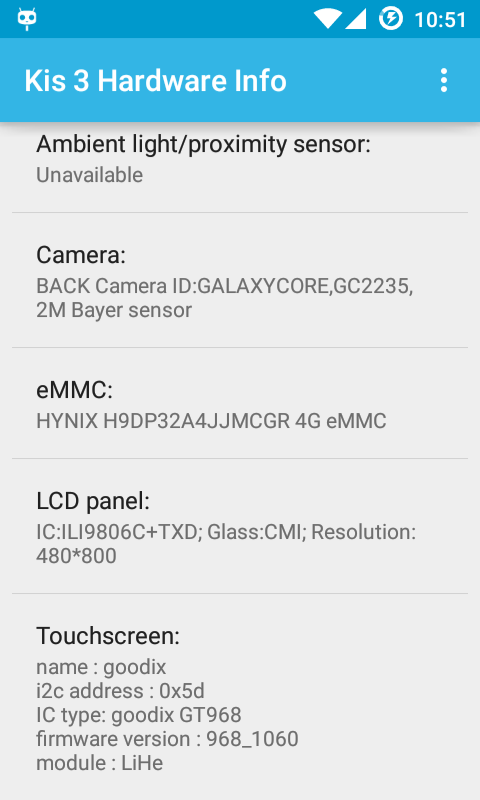 10:51
Kis 3 Hardware Info
Ambient light/proximity sensor:
Unavailable
Camera:
BACK Camera ID:GALAXYCORE,GC2235,
2M Bayer sensor
eMMC:
HYNIX H9DP32A4JJMCGR 4G eMMC
LCD panel:
IC:ILI9806C+TXD; Glass:CMI; Resolution:
480*800
Touchscreen:
name : goodix
i2c address : 0x5d
IC type: goodix GT968
firmware version : 968_1060
module : LiHe